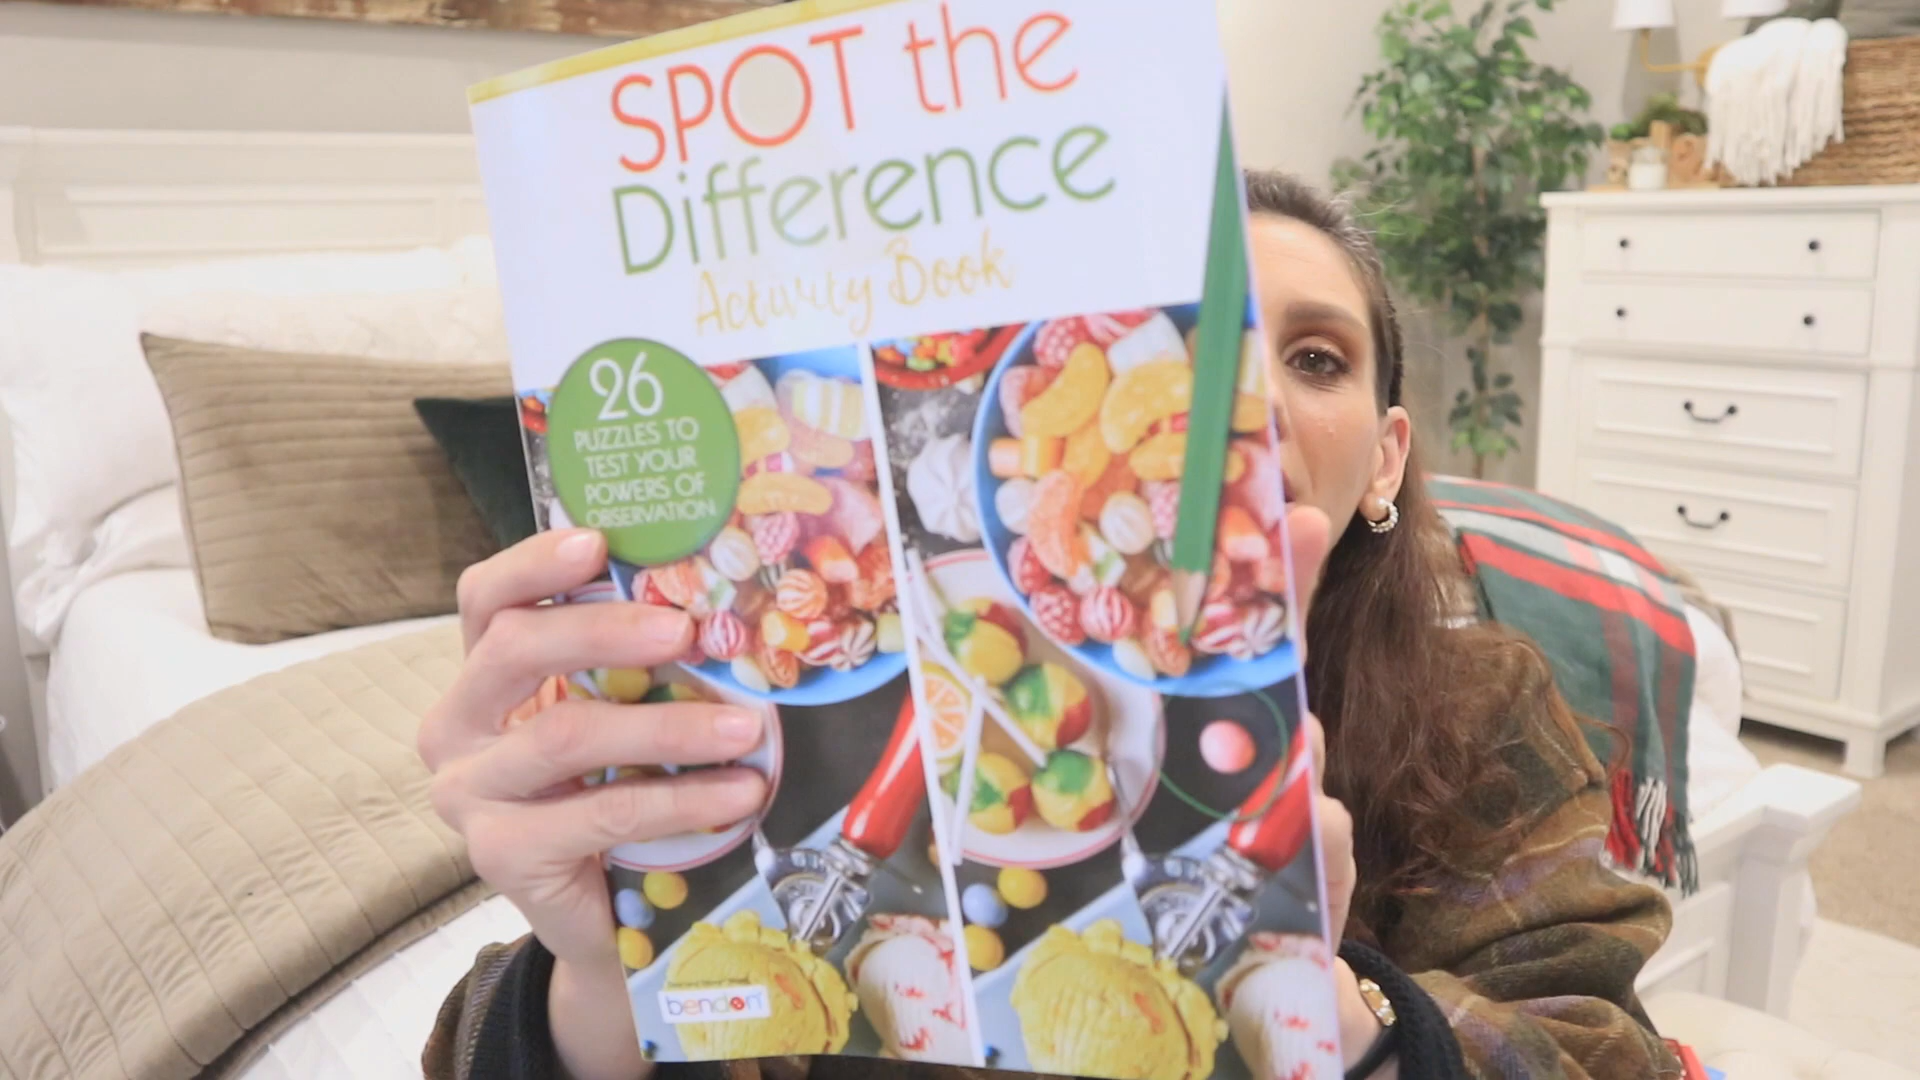 SPOT the
Difference
Activity Book
26
PUZZLES TO
TEST YOUR
POWERS OF
OBSERVATION
bendon